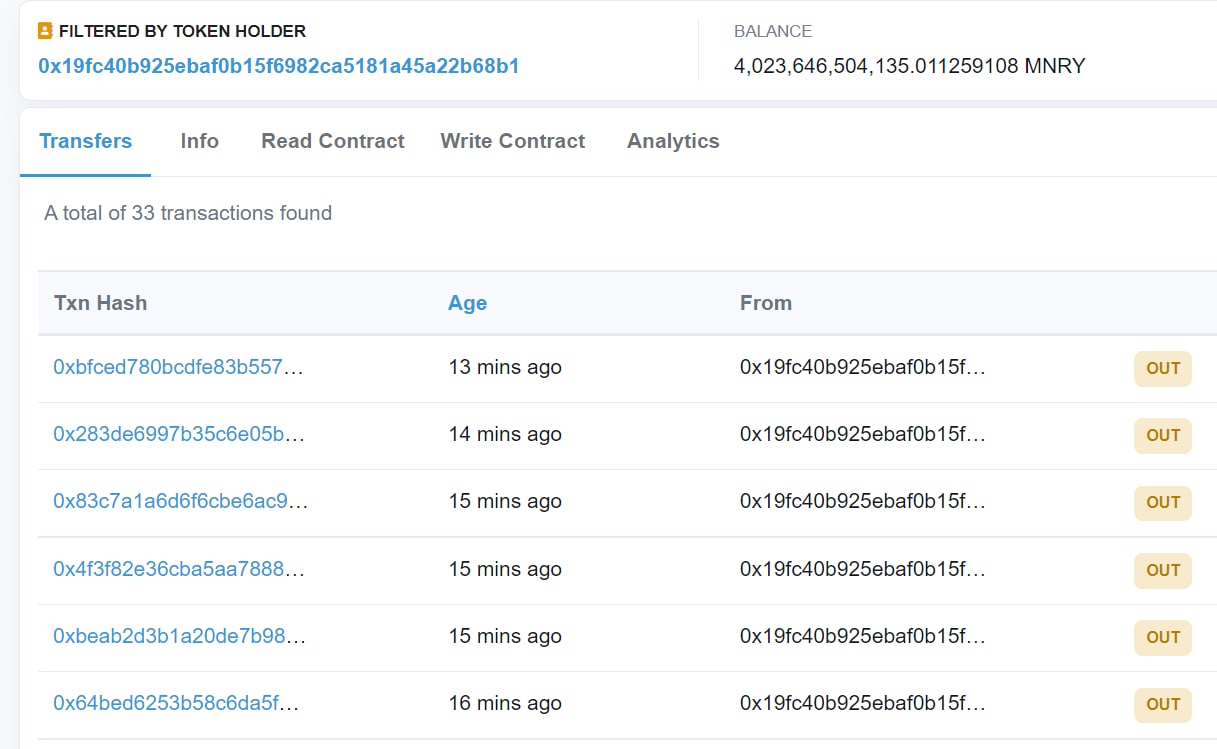 FILTERED BY TOKEN HOLDER
0x19fc40b925ebaf0b15f6982ca5181a45a22b68b1
BALANCE
4,023,646,504,135.011259108 MNRY
Transfers Info Read Contract Write Contract Analytics
A total of 33 transactions found
Txn Hash Age From
0xbfced780bcdfe83b557... 13 mins ago 0x19fc40b925ebaf0b15f... OUT
0x283de6997b35c6e05b... 14 mins ago 0x19fc40b925ebaf0b15f... OUT
0x83c7a1a6d6f6cbe6ac9... 15 mins ago 0x19fc40b925ebaf0b15f... OUT
0x4f3f82e36cba5aa7888... 15 mins ago 0x19fc40b925ebaf0b15f... OUT
0xbeab2d3b1a20de7b98... 15 mins ago 0x19fc40b925ebaf0b15f... OUT
0x64bed6253b58c6da5f... 16 mins ago 0x19fc40b925ebaf0b15f... OUT